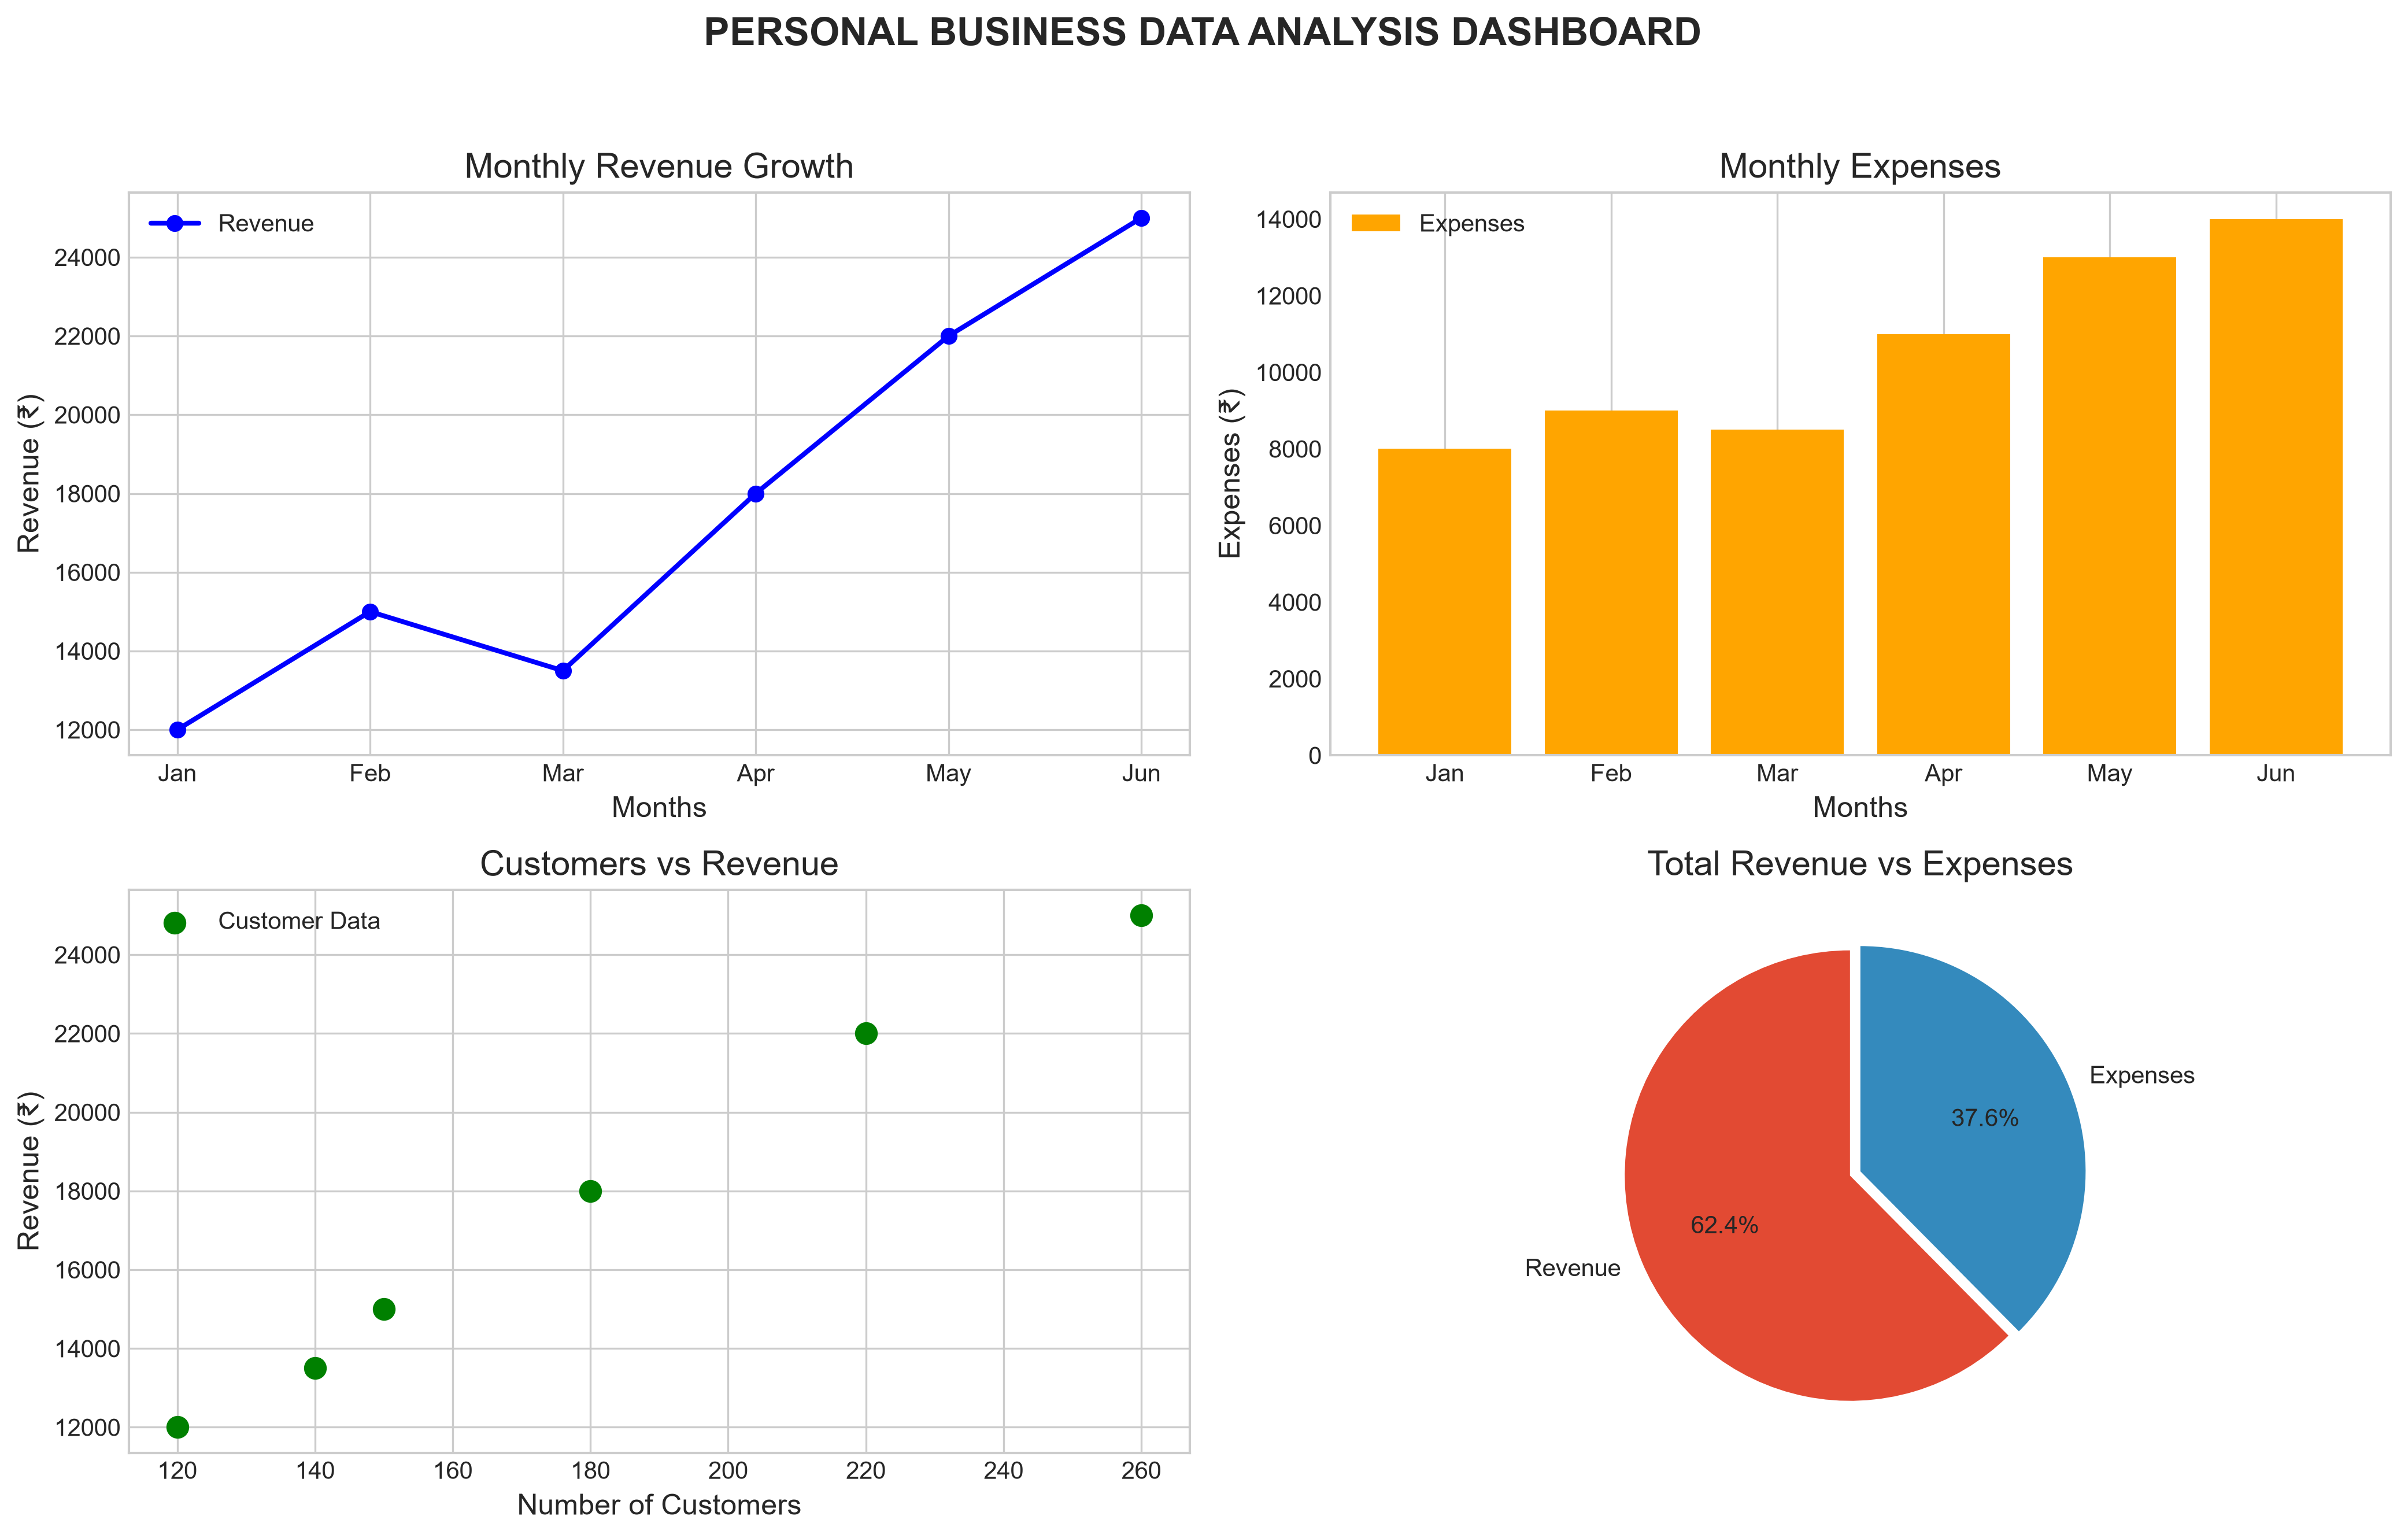 PERSONAL BUSINESS DATA ANALYSIS DASHBOARD
Monthly Revenue Growth
Revenue
Revenue (₹)
24000
22000
20000
18000
16000
14000
12000
Jan Feb Mar Apr May Jun
Months
Monthly Expenses
Expenses
Expenses (₹)
14000
12000
10000
8000
6000
4000
2000
0
Jan Feb Mar Apr May Jun
Months
Customers vs Revenue
Customer Data
Revenue (₹)
24000
22000
20000
18000
16000
14000
12000
120 140 160 180 200 220 240 260
Number of Customers
Total Revenue vs Expenses
Expenses
37.6%
62.4%
Revenue